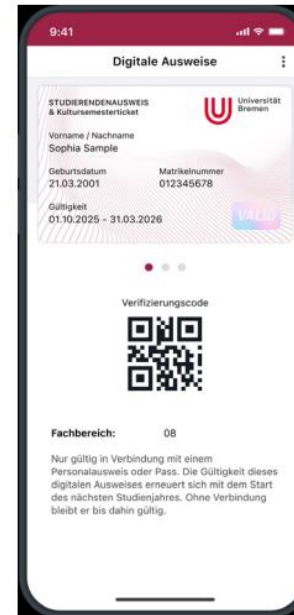 9:41
Digitale Ausweise
STUDIERENDENAUSWEIS
& Kultursemesterticket
Universität
Bremen
Vorname / Nachname
Sophia Sample
Geburtsdatum Matrikelnummer
21.03.2001 012345678
Gültigkeit
01.10.2025 - 31.03.2026
VALID
Verifizierungscode
Fachbereich: 08
Nur gültig in Verbindung mit einem
Personalausweis oder Pass. Die Gültigkeit dieses
digitalen Ausweises erneuert sich mit dem Start
des nächsten Studienjahres. Ohne Verbindung
bleibt er bis dahin gültig.